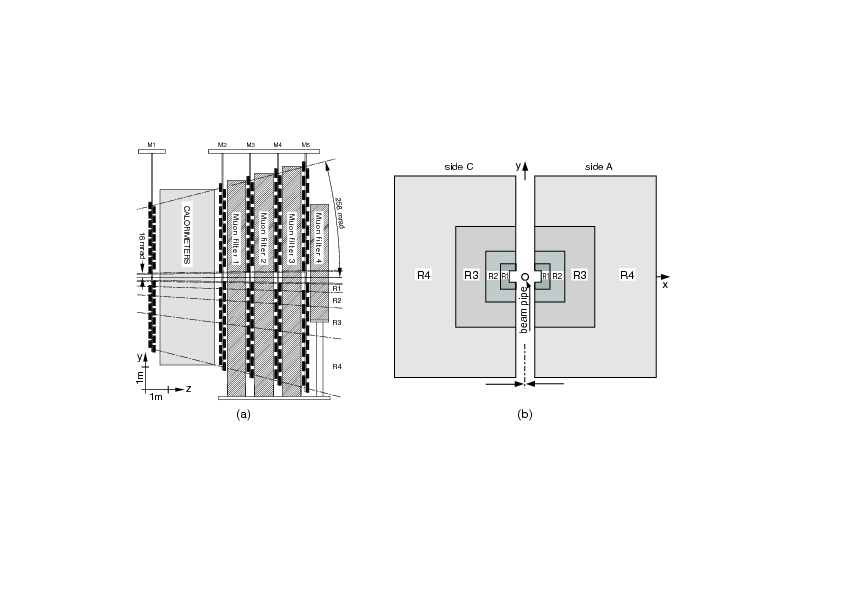 M1
M2
M3
M4
M5
CALORIMETERS
Muon filter 1
Muon filter 2
Muon filter 3
Muon filter 4
258 mrad
16 mrad
R1
R2
R3
R4
y
1m
1m
z
(a)
side C
y
side A
R4
R3
R2
R1
R1
R2
R3
R4
x
beam pipe
(b)